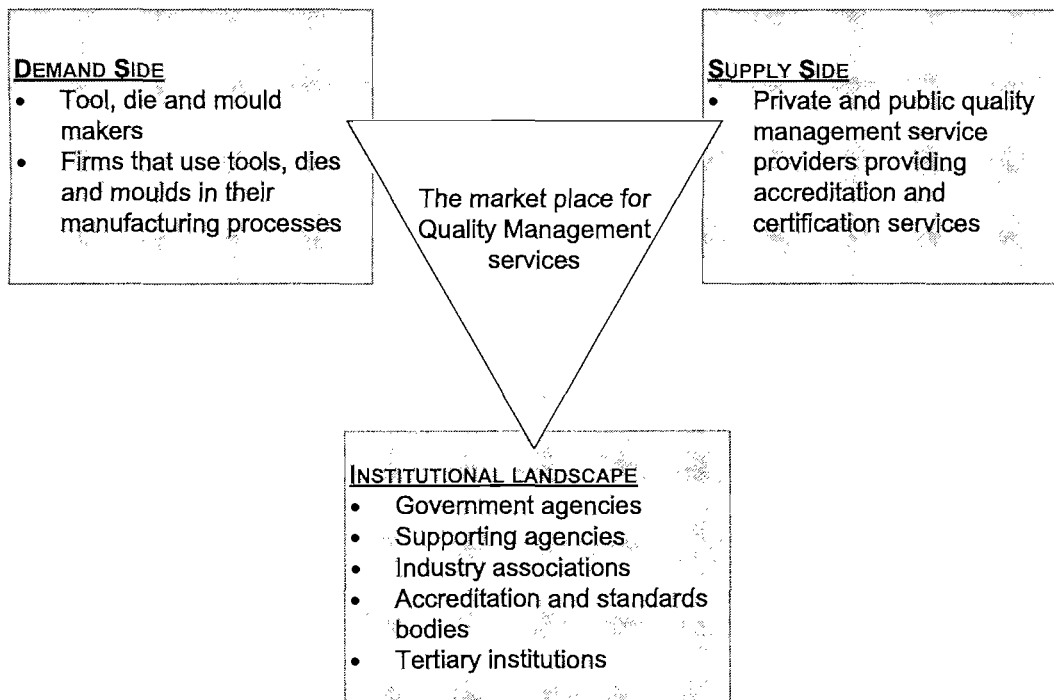 DEMAND SIDE
• Tool, die and mould
makers
• Firms that use tools, dies
and moulds in their
manufacturing processes
SUPPLY SIDE
• Private and public quality
management service
providers providing
accreditation and
certification services
The market place for
Quality Management
services
INSTITUTIONAL LANDSCAPE
• Government agencies
• Supporting agencies
• Industry associations
• Accreditation and standards
bodies
• Tertiary institutions